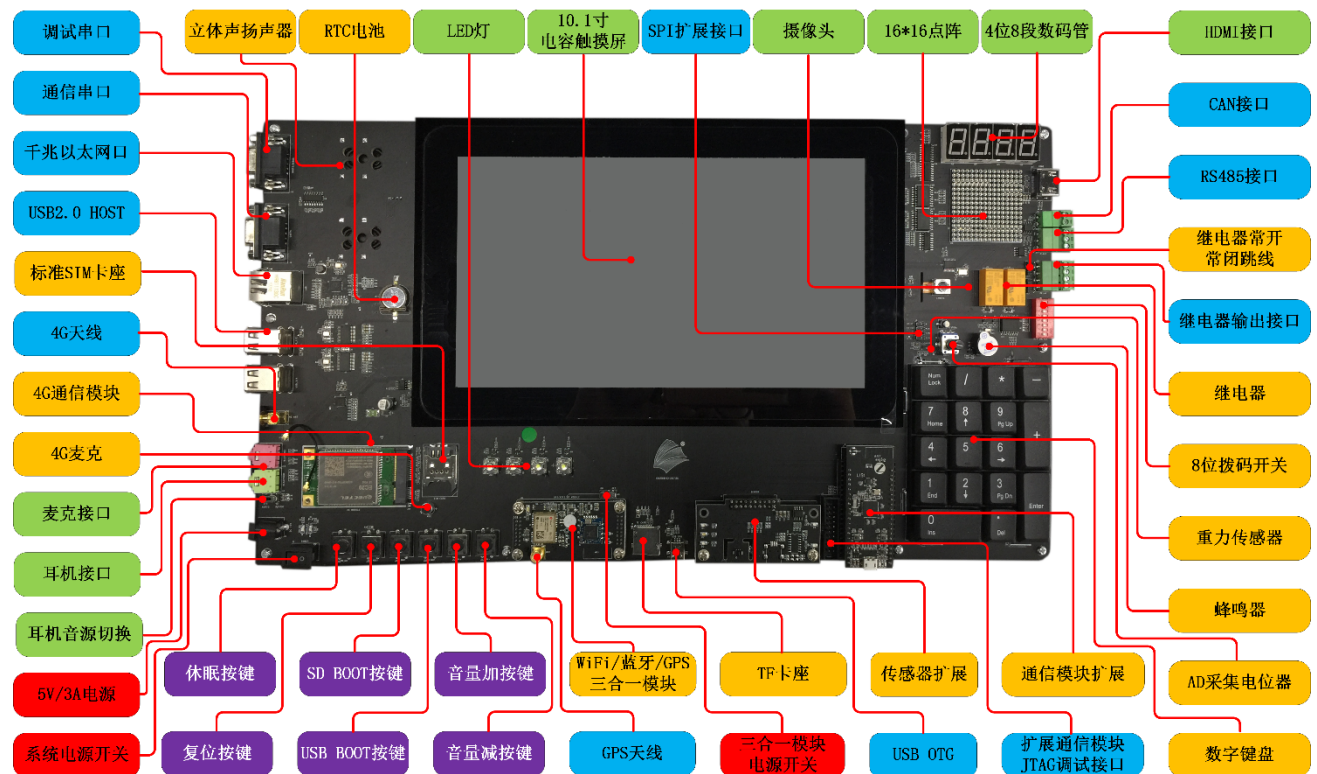 调试串口
立体声扬声器
RTC电池
LED灯
10.1寸
电容触摸屏
SPI扩展接口
摄像头
16*16点阵
4位8段数码管
HDMI接口
通信串口
CAN接口
千兆以太网口
RS485接口
USB2.0 HOST
继电器常开
常闭跳线
标准SIM卡座
继电器输出接口
4G天线
继电器
4G通信模块
8位拨码开关
4G麦克
重力传感器
麦克接口
蜂鸣器
耳机接口
AD采集电位器
耳机音源切换
数字键盘
5V/3A电源
系统电源开关
休眠按键
SD BOOT按键
音量加按键
WiFi/蓝牙/GPS
三合一模块
TF卡座
传感器扩展
通信模块扩展
复位按键
USB BOOT按键
音量减按键
GPS天线
三合一模块
电源开关
USB OTG
扩展通信模块
JTAG调试接口
Num
Lock
/
*
−
7
Home
8
↑
9
Pg Up
+
4
←
5
6
→
1
End
2
↓
3
Pg Dn
Enter
0
Ins
.
Del